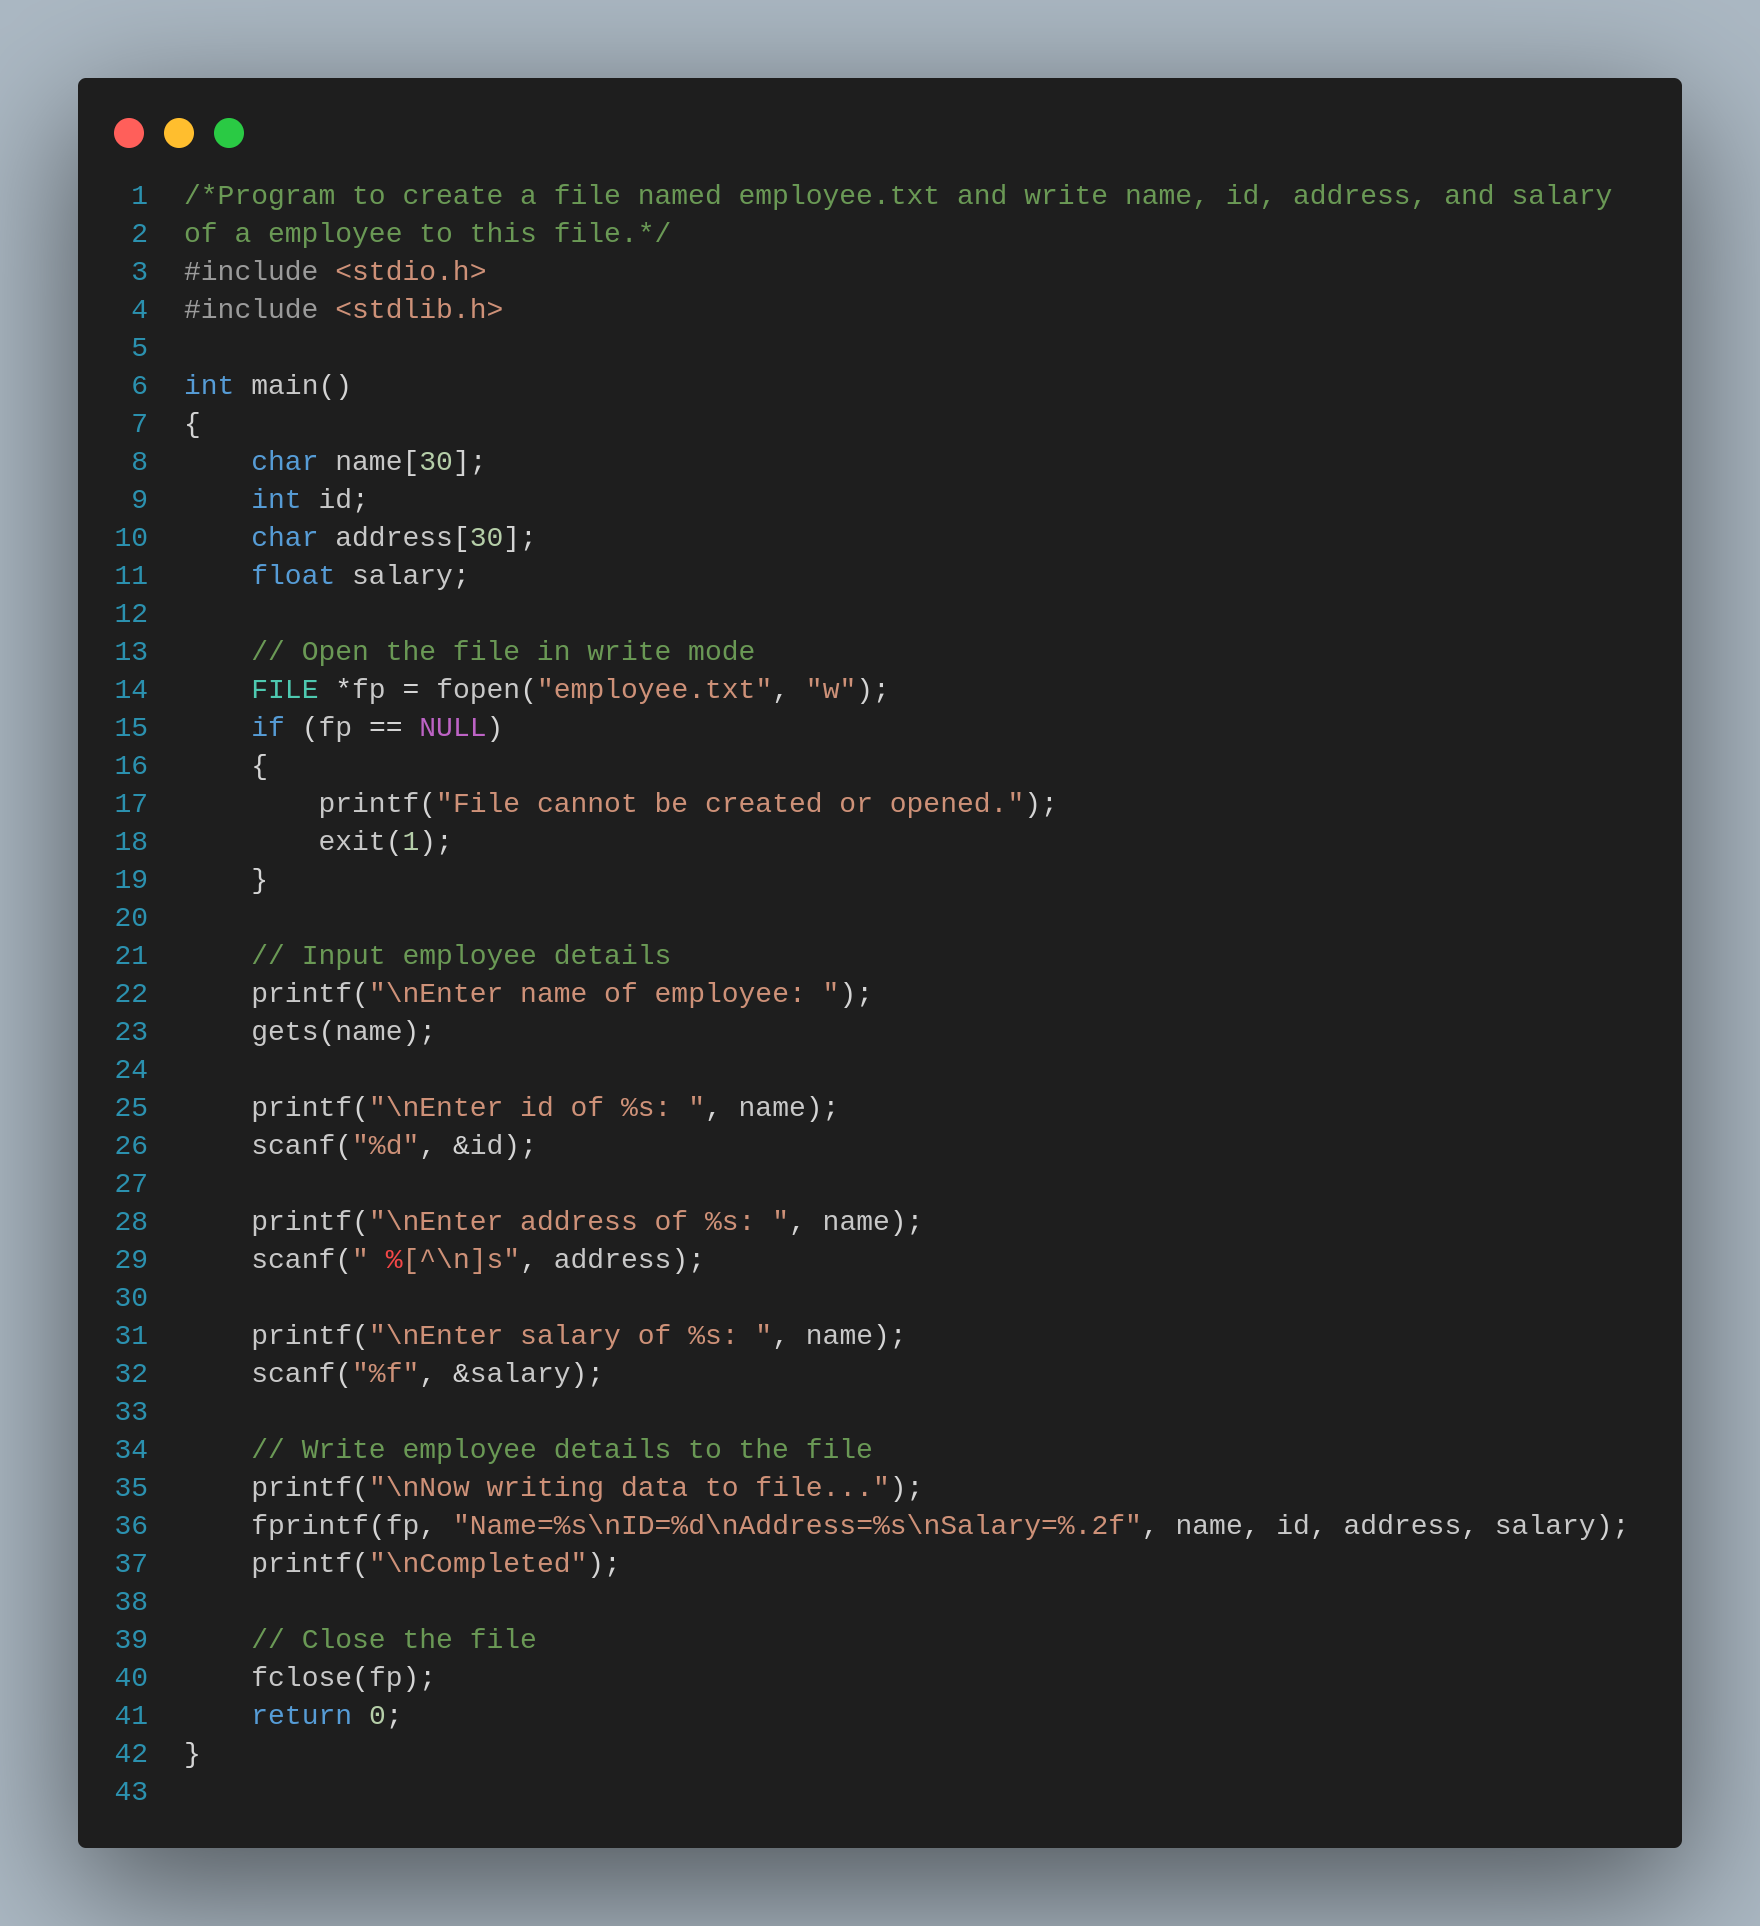 1 /*Program to create a file named employee.txt and write name, id, address, and salary
2 of a employee to this file.*/
3 #include <stdio.h>
4 #include <stdlib.h>
5
6 int main()
7 {
8     char name[30];
9     int id;
10     char address[30];
11     float salary;
12
13     // Open the file in write mode
14     FILE *fp = fopen("employee.txt", "w");
15     if (fp == NULL)
16     {
17         printf("File cannot be created or opened.");
18         exit(1);
19     }
20
21     // Input employee details
22     printf("\nEnter name of employee: ");
23     gets(name);
24
25     printf("\nEnter id of %s: ", name);
26     scanf("%d", &id);
27
28     printf("\nEnter address of %s: ", name);
29     scanf(" %[^\n]s", address);
30
31     printf("\nEnter salary of %s: ", name);
32     scanf("%f", &salary);
33
34     // Write employee details to the file
35     printf("\nNow writing data to file...");
36     fprintf(fp, "Name=%s\nID=%d\nAddress=%s\nSalary=%.2f", name, id, address, salary);
37     printf("\nCompleted");
38
39     // Close the file
40     fclose(fp);
41     return 0;
42 }
43